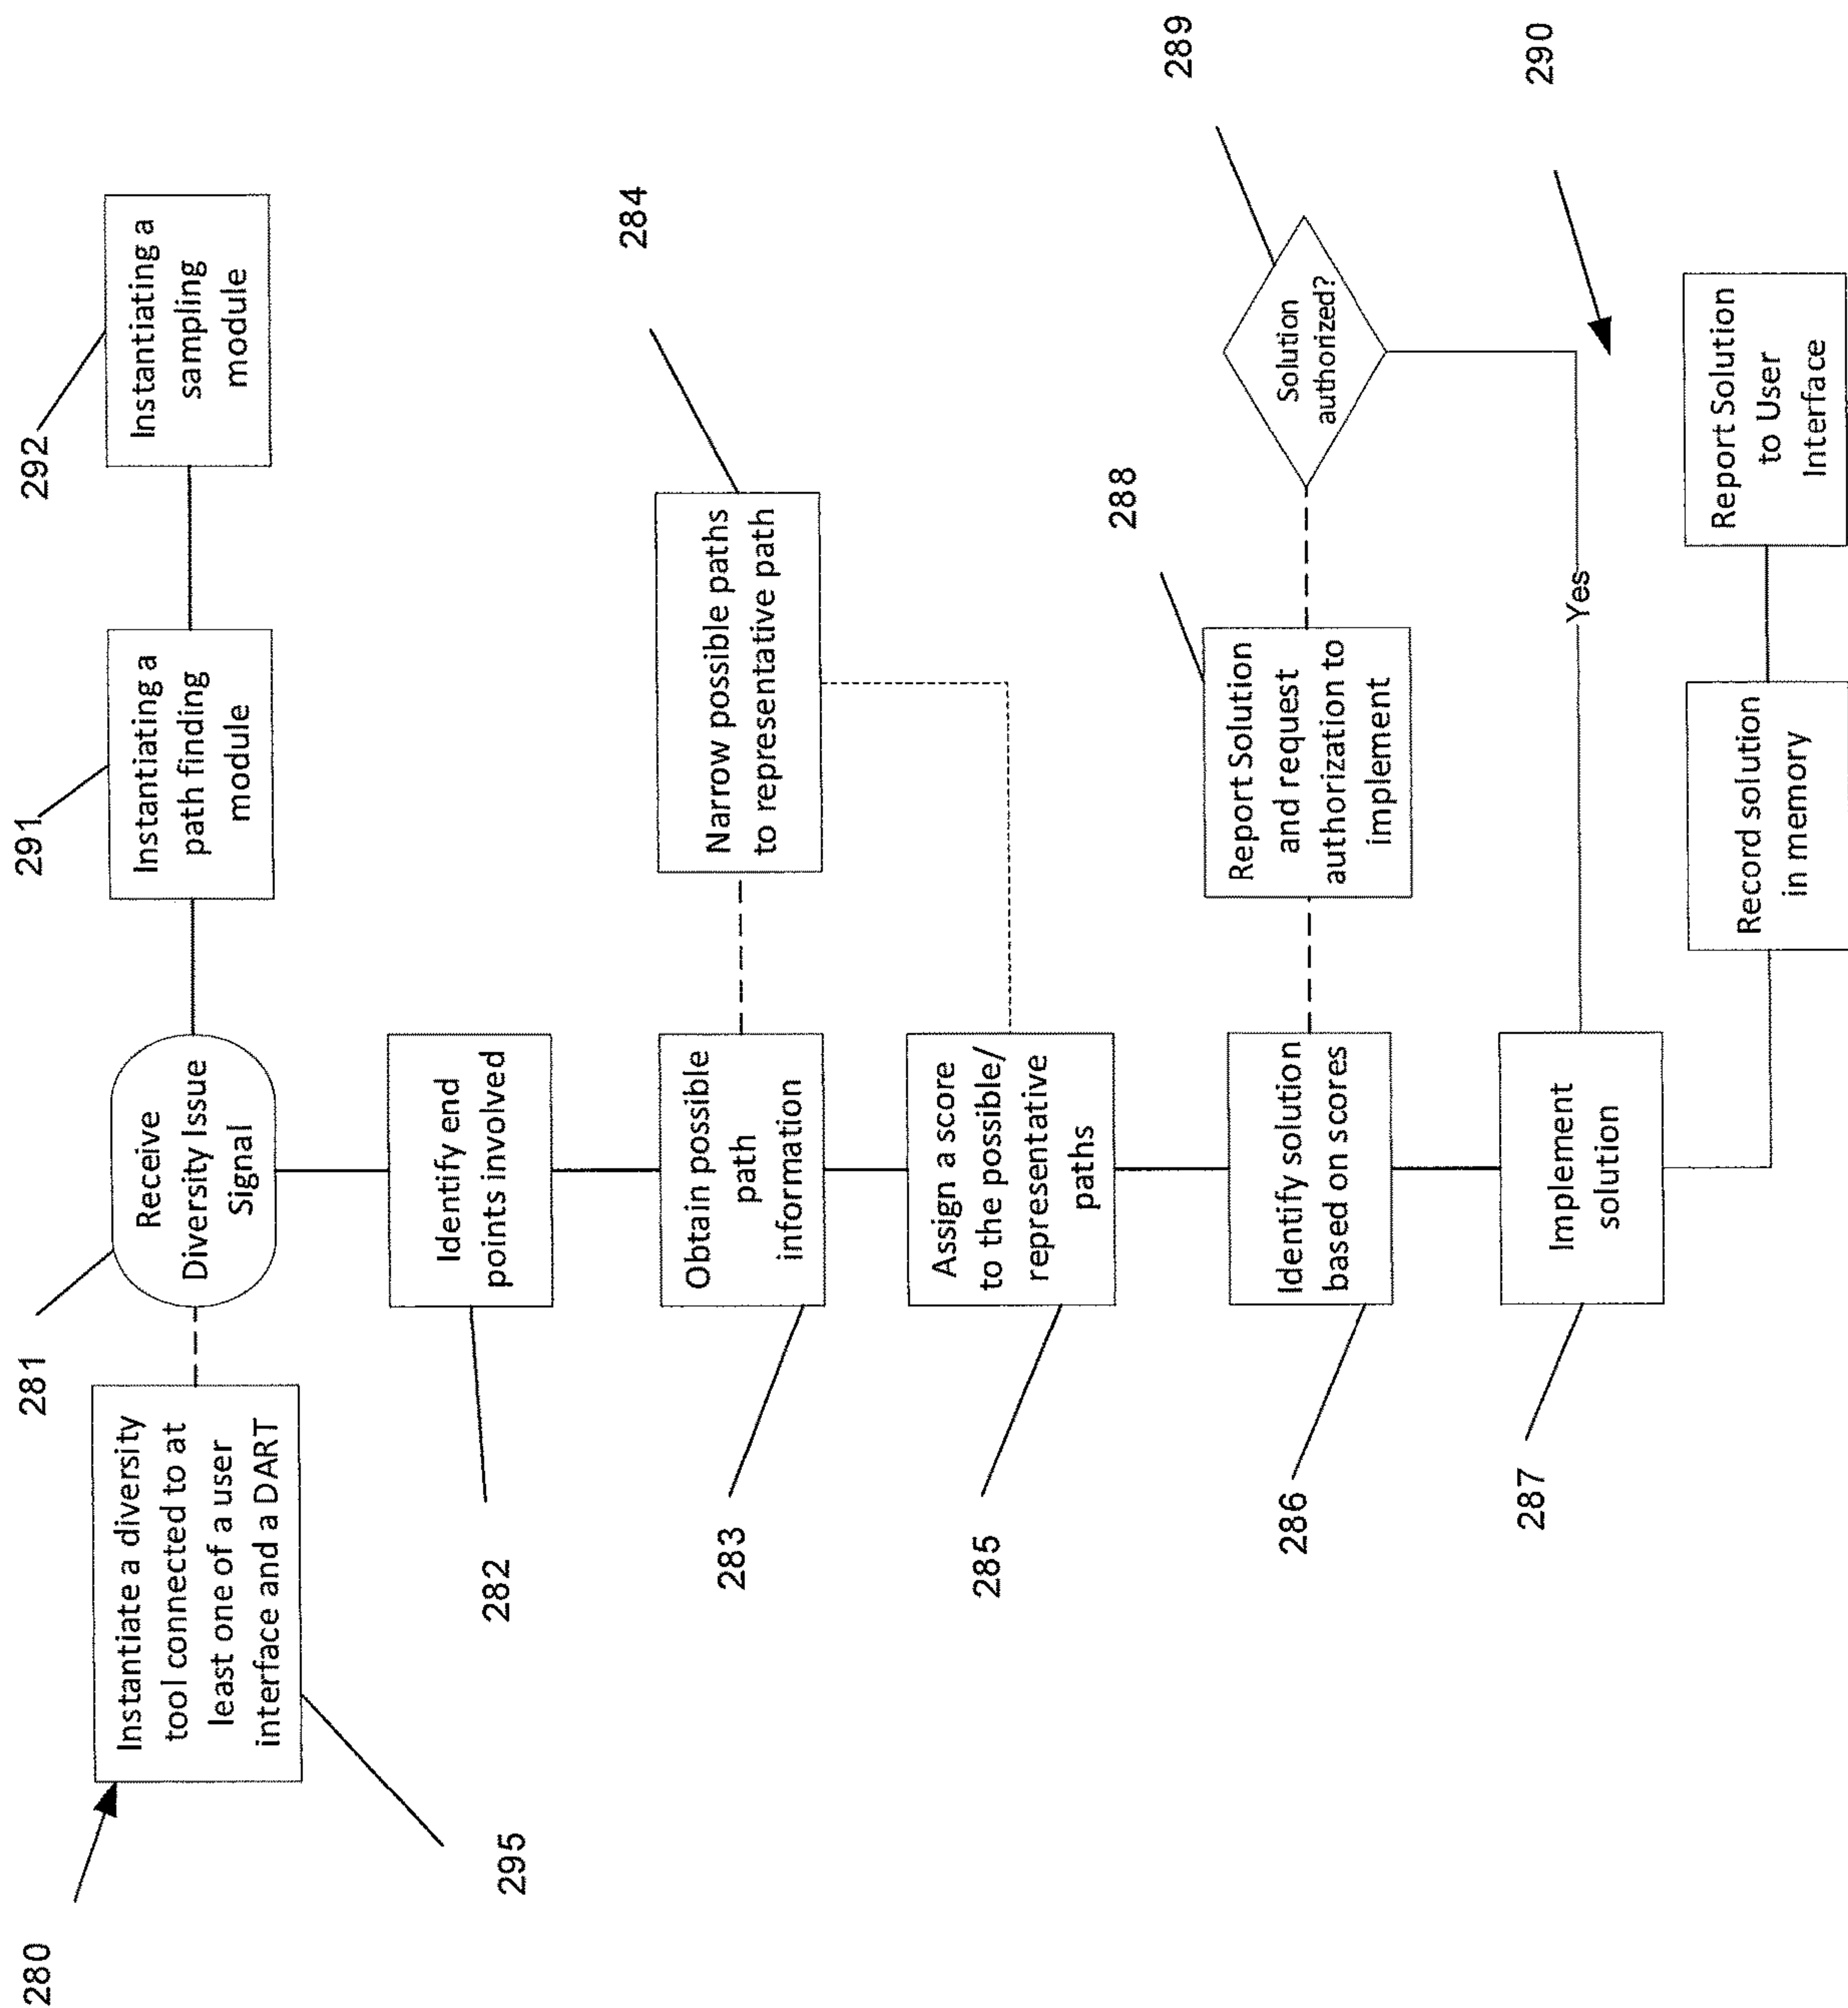 280
295
Instantiate a diversity
tool connected to at
least one of a user
interface and a DART
281
Receive
Diversity Issue
Signal
291
Instantiating a
path finding
module
292
Instantiating a
sampling
module
282
Identify end
points involved
283
Obtain possible
path
information
284
Narrow possible paths
to representative path
285
Assign a score
to the possible/
representative
paths
286
Identify solution
based on scores
288
Report Solution
and request
authorization to
implement
289
Solution
authorized?
287
Implement
solution
Yes
290
Record solution
in memory
Report Solution
to User
Interface